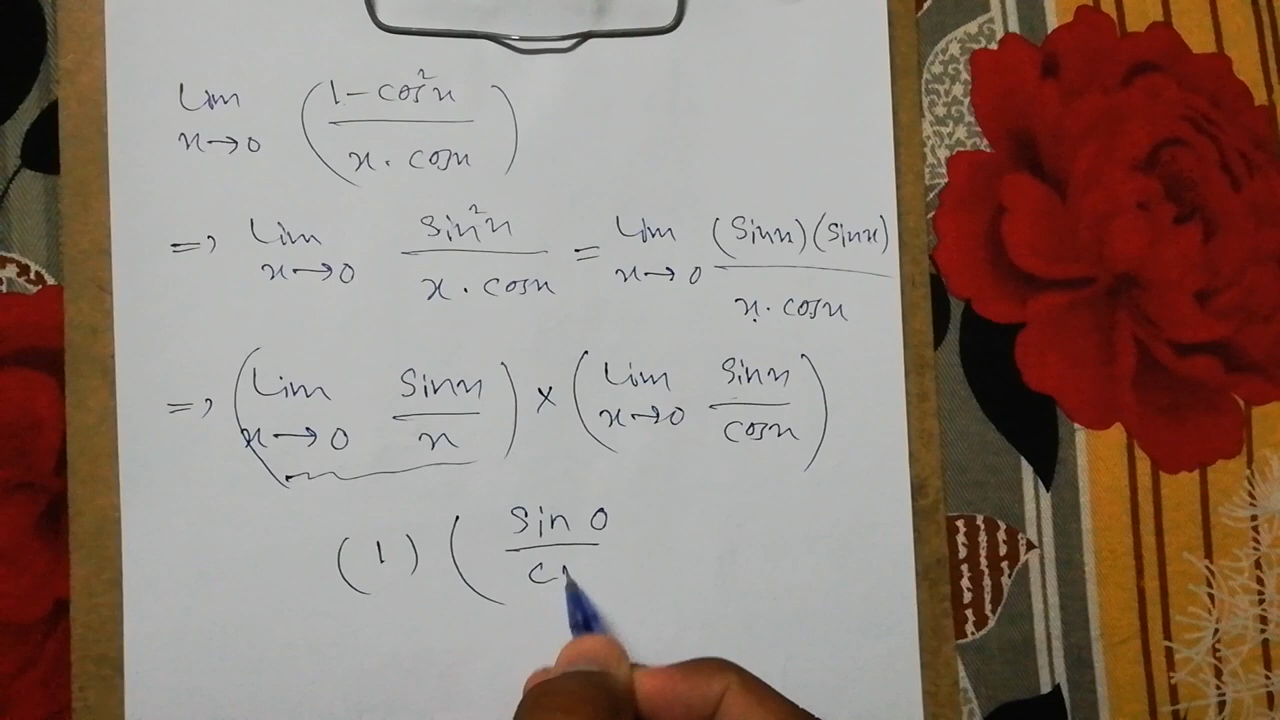 Lim x→0 (1 - cos²x / x . cosx)
=, Lim x→0 sin²x / x . cosx = Lim x→0 (sinx)(sinx) / x . cosx
=, (Lim x→0 sinx / x) × (Lim x→0 sinx / cosx)
(1) ( sin 0 / c